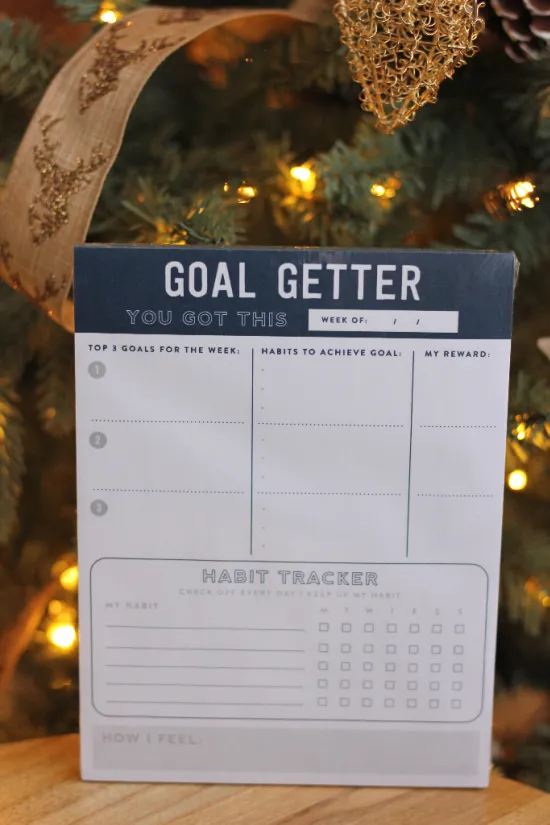 GOAL GETTER
YOU GOT THIS
WEEK OF: / /
TOP 3 GOALS FOR THE WEEK: HABITS TO ACHIEVE GOAL: MY REWARD:
1
2
3
HABIT TRACKER
CHECK OFF EVERY DAY I KEEP UP MY HABIT
MY HABIT M T W T F S S
HOW I FEEL: